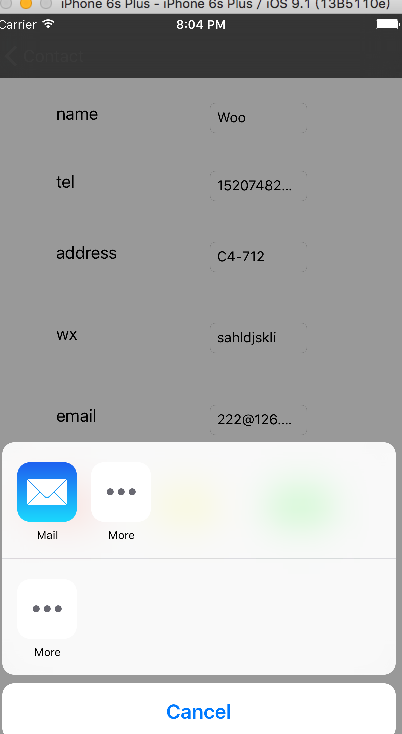 iPhone 6s Plus - iPhone 6s Plus / iOS 9.1 (13B5110e)
Carrier 8:04 PM
Contact
name Woo
tel 15207482...
address C4-712
wx sahldjskli
email 222@126....
Mail More
More
Cancel